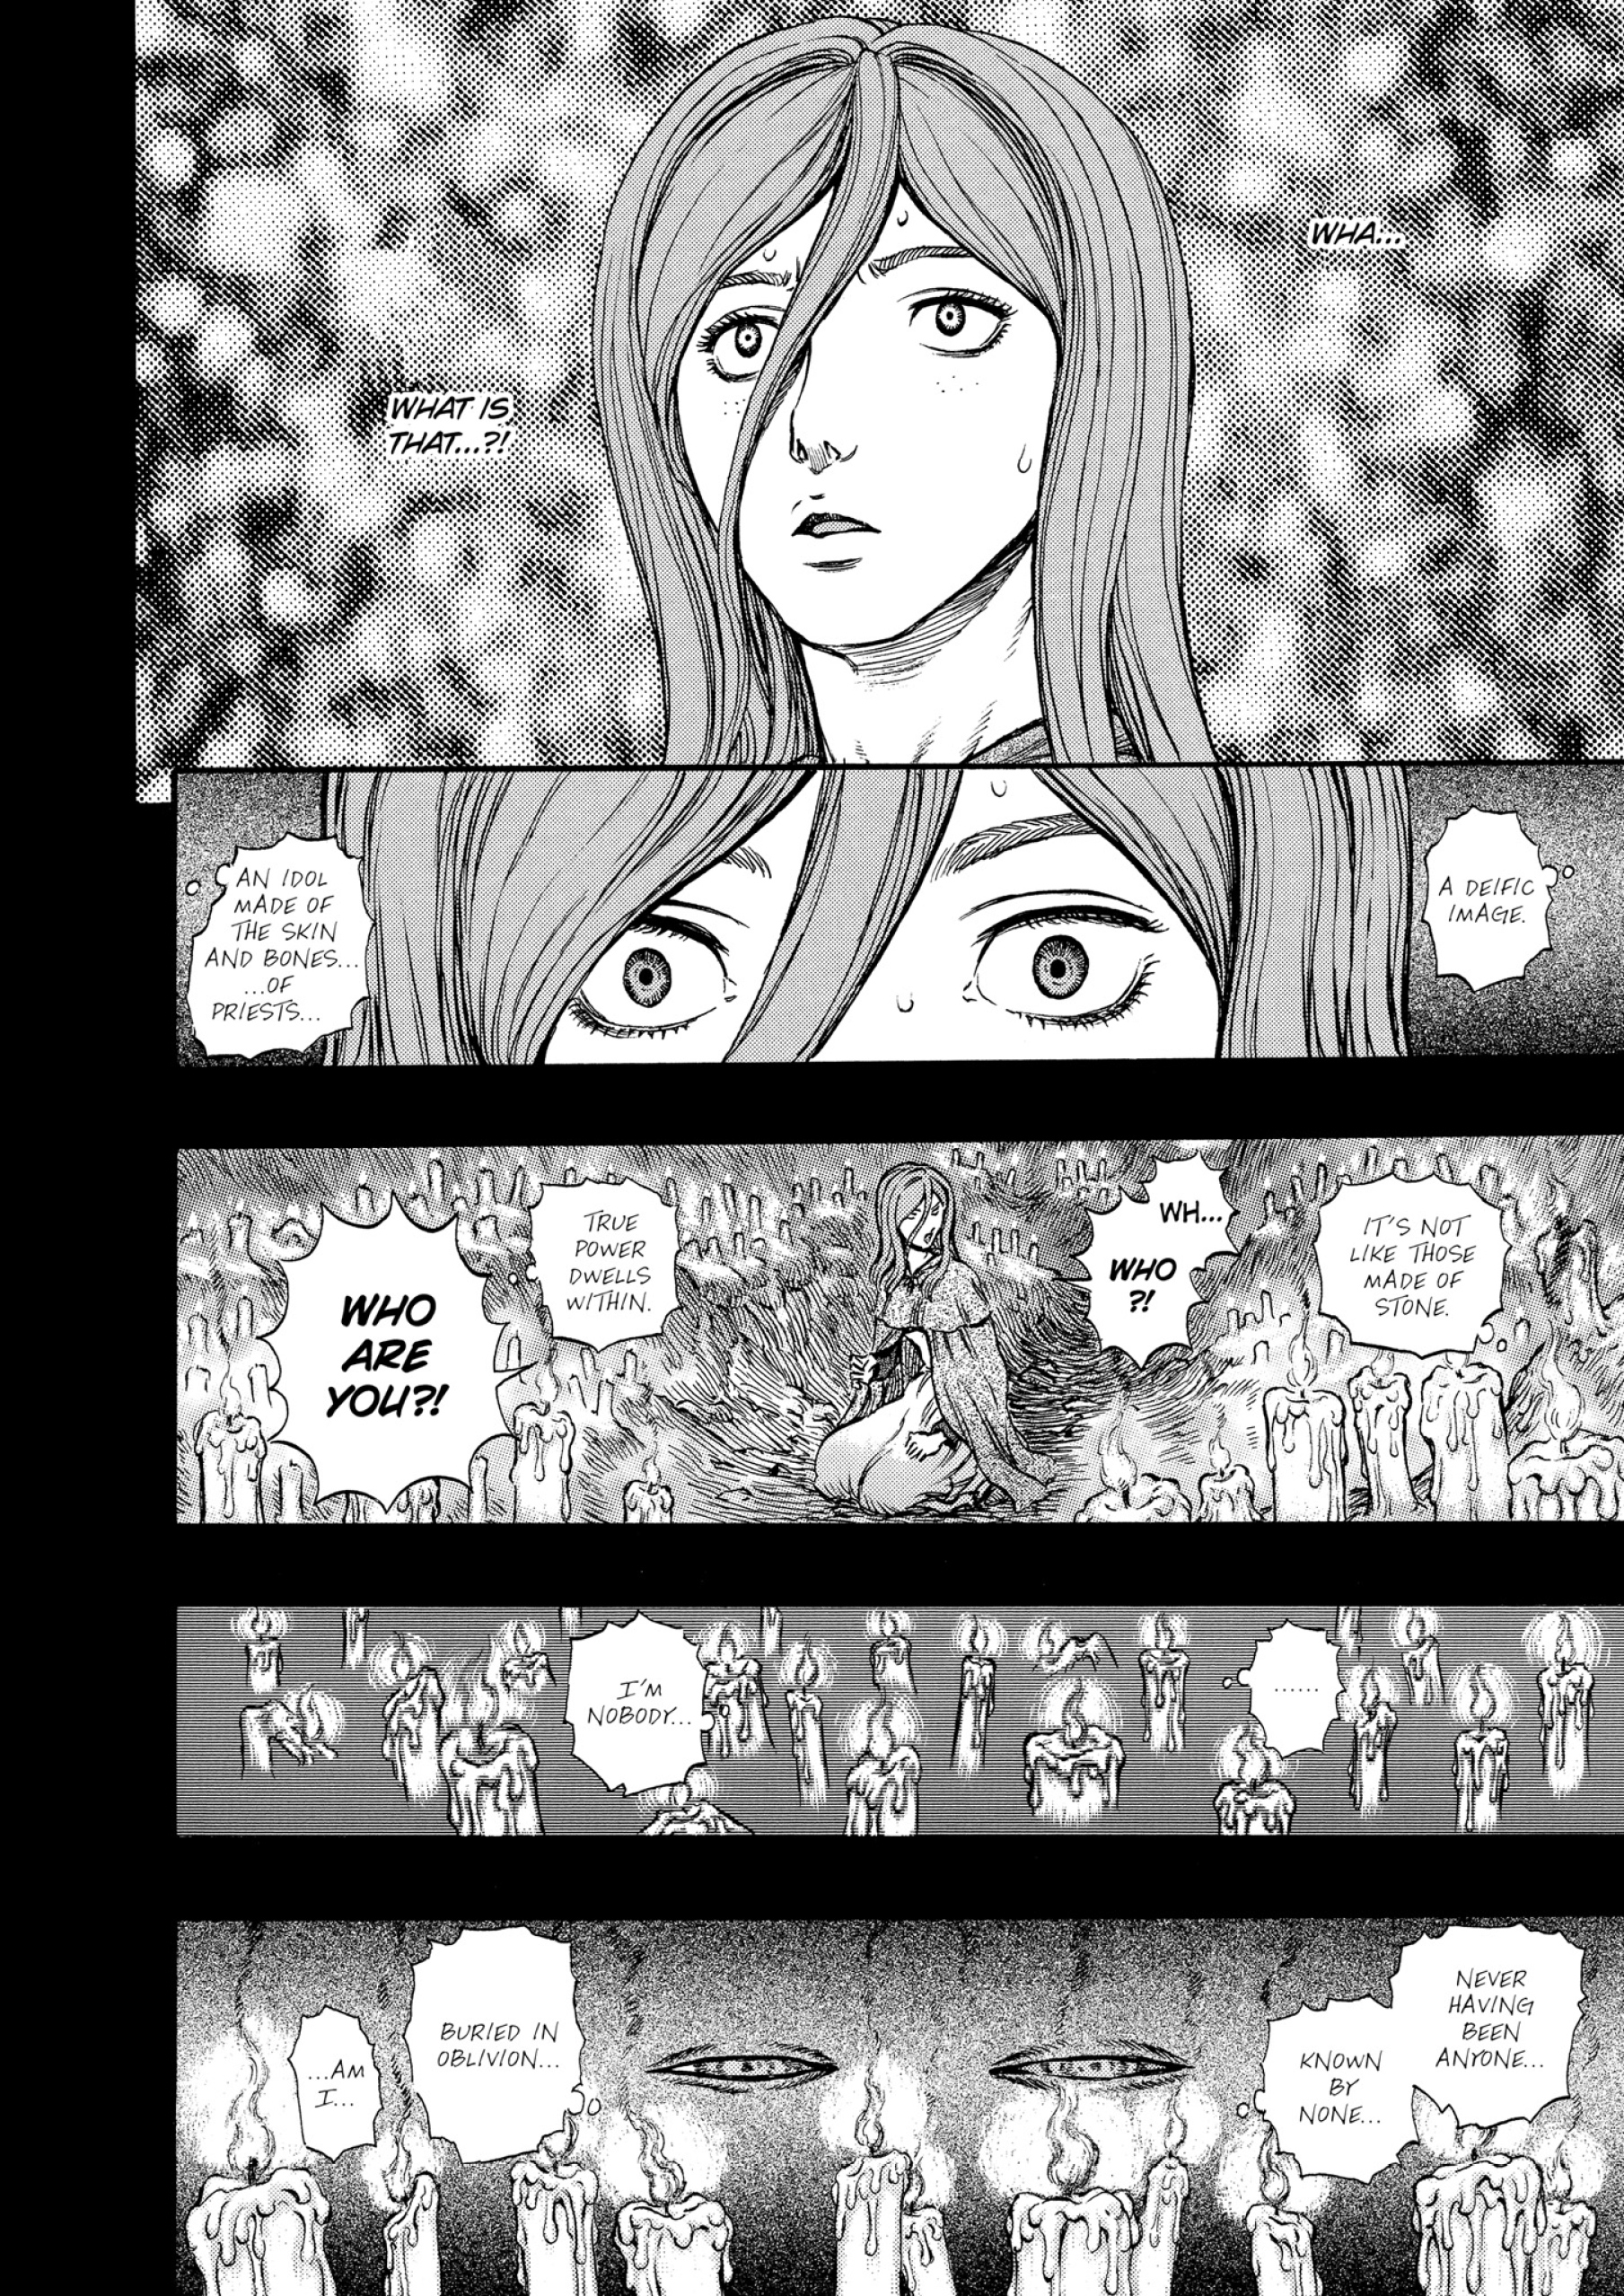 WHA...
WHAT IS
THAT...?!
A DEIFIC
IMAGE.
AN IDOL
MADE OF
THE SKIN
AND BONES...
...OF
PRIESTS...
IT'S NOT
LIKE THOSE
MADE OF
STONE.
WH...
WHO
?!
TRUE
POWER
DWELLS
WITHIN.
WHO
ARE
YOU?!
......
I'M
NOBODY...
NEVER
HAVING
BEEN
ANYONE...
KNOWN
BY
NONE...
BURIED IN
OBLIVION...
...AM
I...